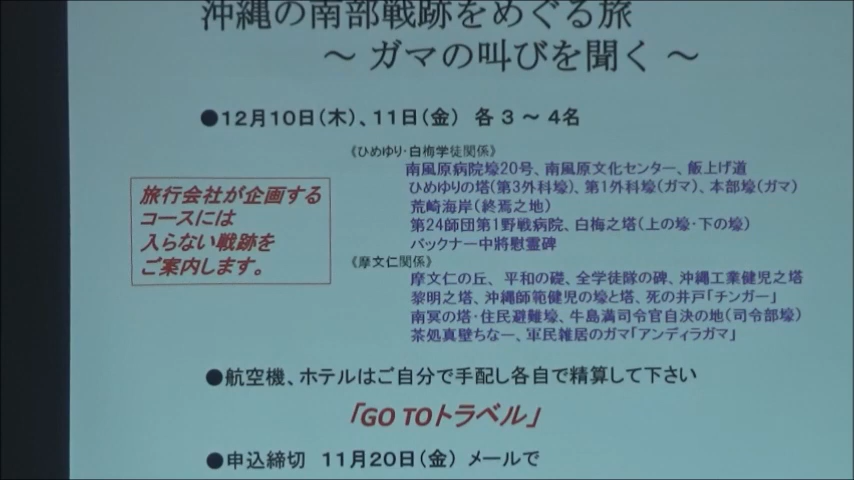 沖縄の南部戦跡をめぐる旅
～ ガマの叫びを聞く ～
●12月10日(木)、11日(金) 各 3 ～ 4名
《ひめゆり・白梅学徒関係》
南風原病院壕20号、南風原文化センター、飯上げ道
ひめゆりの塔(第3外科壕)、第1外科壕(ガマ)、本部壕(ガマ)
荒崎海岸(終焉之地)
第24師団第1野戦病院、白梅之塔(上の壕・下の壕)
バックナー中將慰霊碑
《摩文仁関係》
摩文仁の丘、 平和の礎、全学徒隊の碑、沖縄工業健児之塔
黎明之塔、沖縄師範健児の壕と塔、死の井戸「チンガー」
南冥の塔・住民避難壕、牛島満司令官自決の地(司令部壕)
茶処真壁ちなー、軍民雑居のガマ「アンディラガマ」
旅行会社が企画する
コースには
入らない戦跡を
ご案内します。
●航空機、ホテルはご自分で手配し各自で精算して下さい
「GO TOトラベル」
●申込締切 11月20日(金) メールで